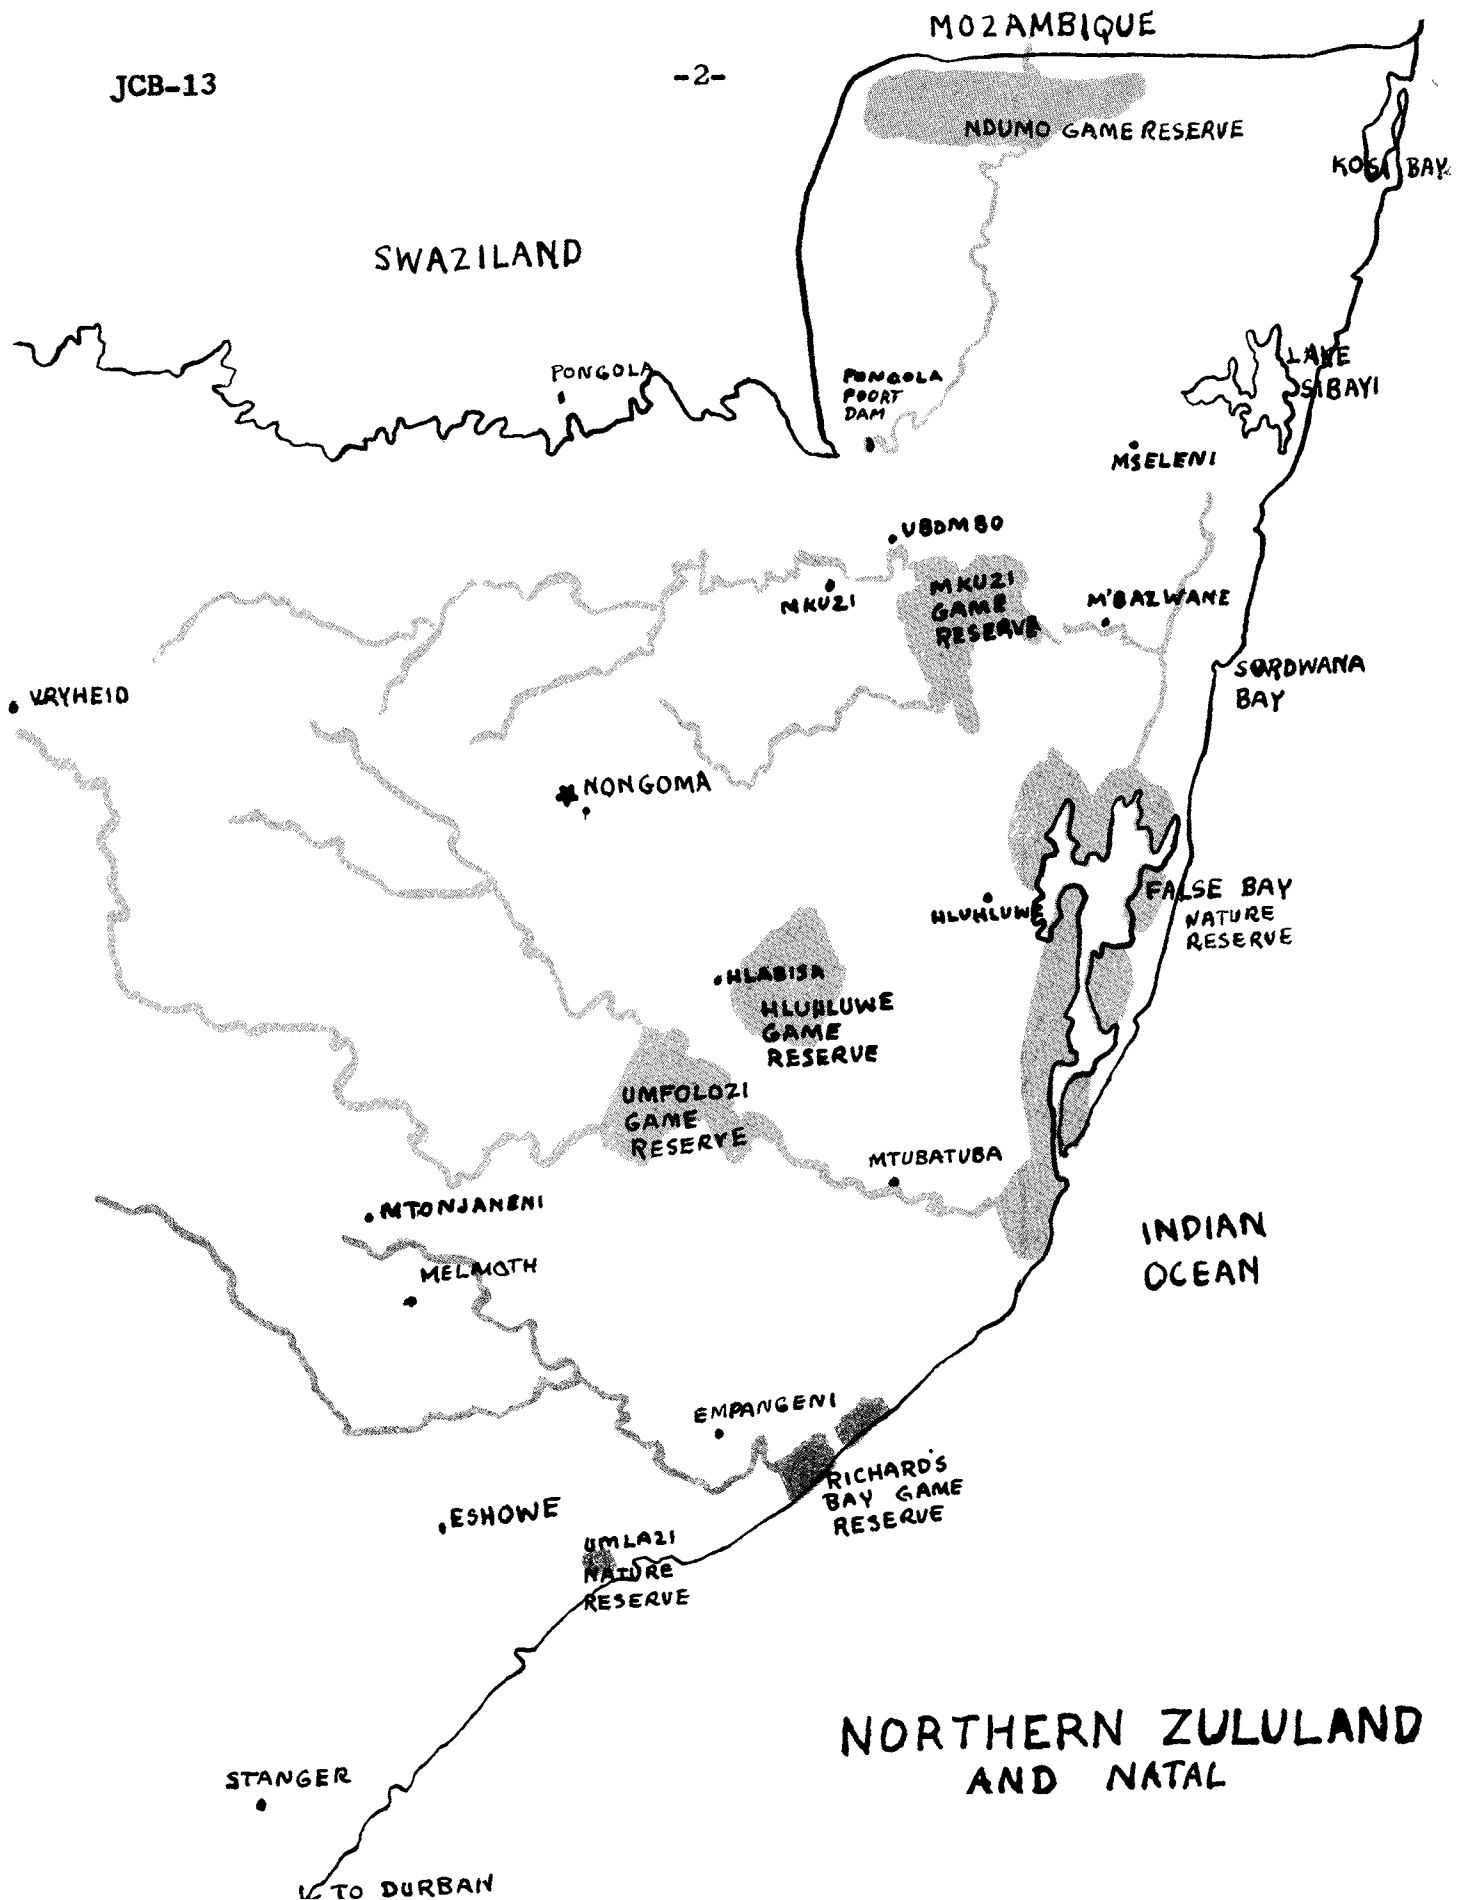 MOZAMBIQUE
JCB-13
-2-
NDUMO GAME RESERVE
KOSI BAY
SWAZILAND
LAKE
SIBAYI
PONGOLA
PONGOLA
POORT
DAM
MSELENI
UBOMBO
MKUZI
MKUZI
GAME
RESERVE
M'BAZWANE
SORDWANA
BAY
VRYHEID
NONGOMA
HLUHLUWE
FALSE BAY
NATURE
RESERVE
HLABISA
HLUHLUWE
GAME
RESERVE
UMFOLOZI
GAME
RESERVE
MTUBATUBA
MTONJANENI
INDIAN
OCEAN
MELMOTH
EMPANGENI
RICHARD'S
BAY GAME
RESERVE
ESHOWE
UMLAZI
NATURE
RESERVE
NORTHERN ZULULAND
AND NATAL
STANGER
TO DURBAN